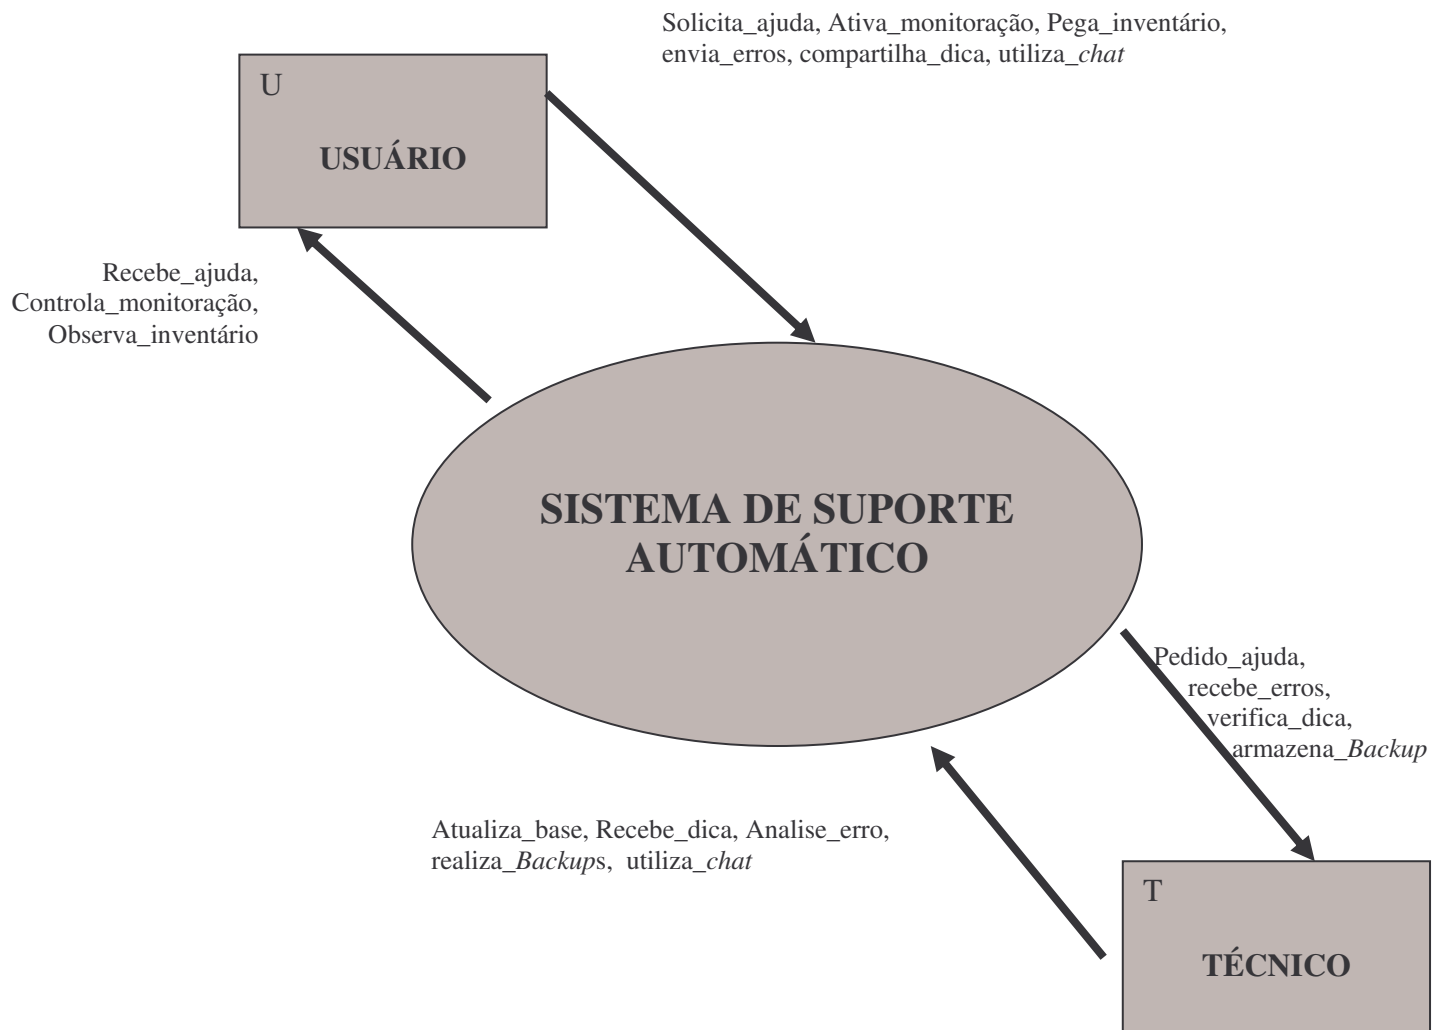 Solicita_ajuda, Ativa_monitoração, Pega_inventário,
envia_erros, compartilha_dica, utiliza_chat
U
USUÁRIO
Recebe_ajuda,
Controla_monitoração,
Observa_inventário
SISTEMA DE SUPORTE
AUTOMÁTICO
Pedido_ajuda,
recebe_erros,
verifica_dica,
armazena_Backup
Atualiza_base, Recebe_dica, Analise_erro,
realiza_Backups, utiliza_chat
T
TÉCNICO